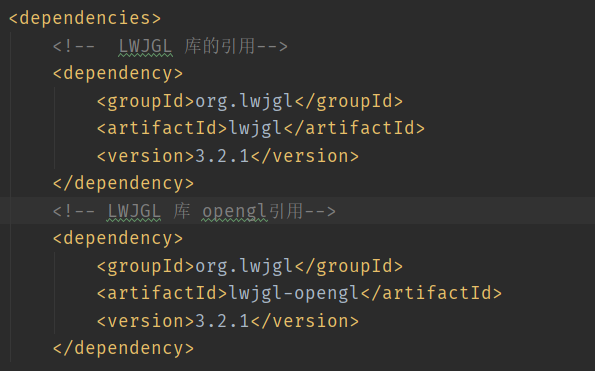 <dependencies>
<!--  LWJGL 库的引用-->
<dependency>
<groupId>org.lwjgl</groupId>
<artifactId>lwjgl</artifactId>
<version>3.2.1</version>
</dependency>
<!-- LWJGL 库 opengl引用-->
<dependency>
<groupId>org.lwjgl</groupId>
<artifactId>lwjgl-opengl</artifactId>
<version>3.2.1</version>
</dependency>